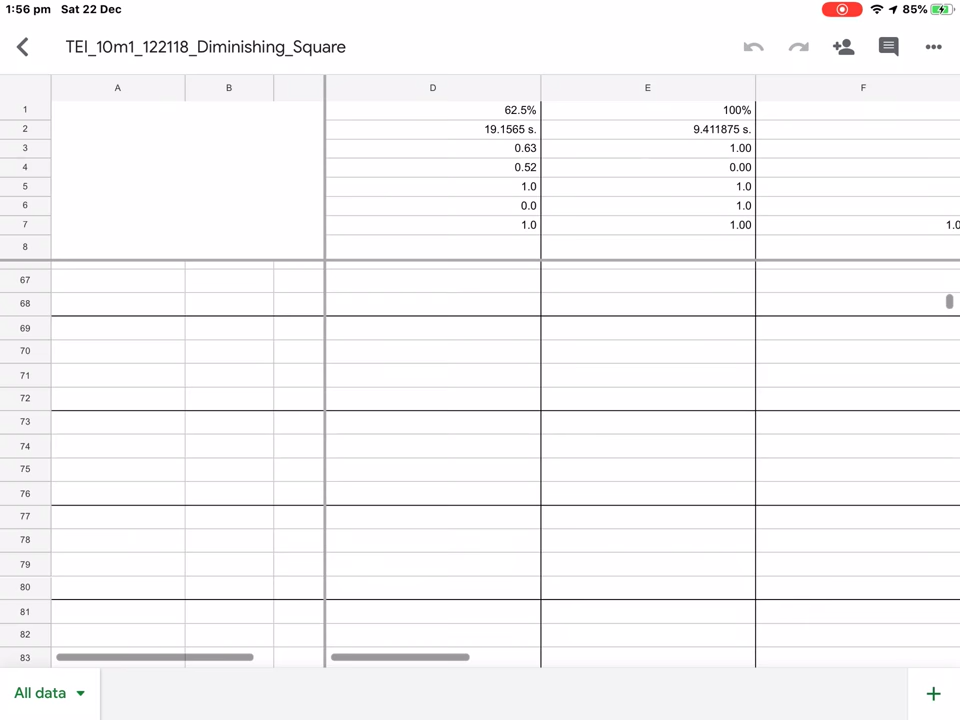 1:56 pm Sat 22 Dec 85%
TEI_10m1_122118_Diminishing_Square
A B D E F
1 62.5% 100%
2 19.1565 s. 9.411875 s.
3 0.63 1.00
4 0.52 0.00
5 1.0 1.0
6 0.0 1.0
7 1.0 1.00 1.0
8
67
68
69
70
71
72
73
74
75
76
77
78
79
80
81
82
83
All data